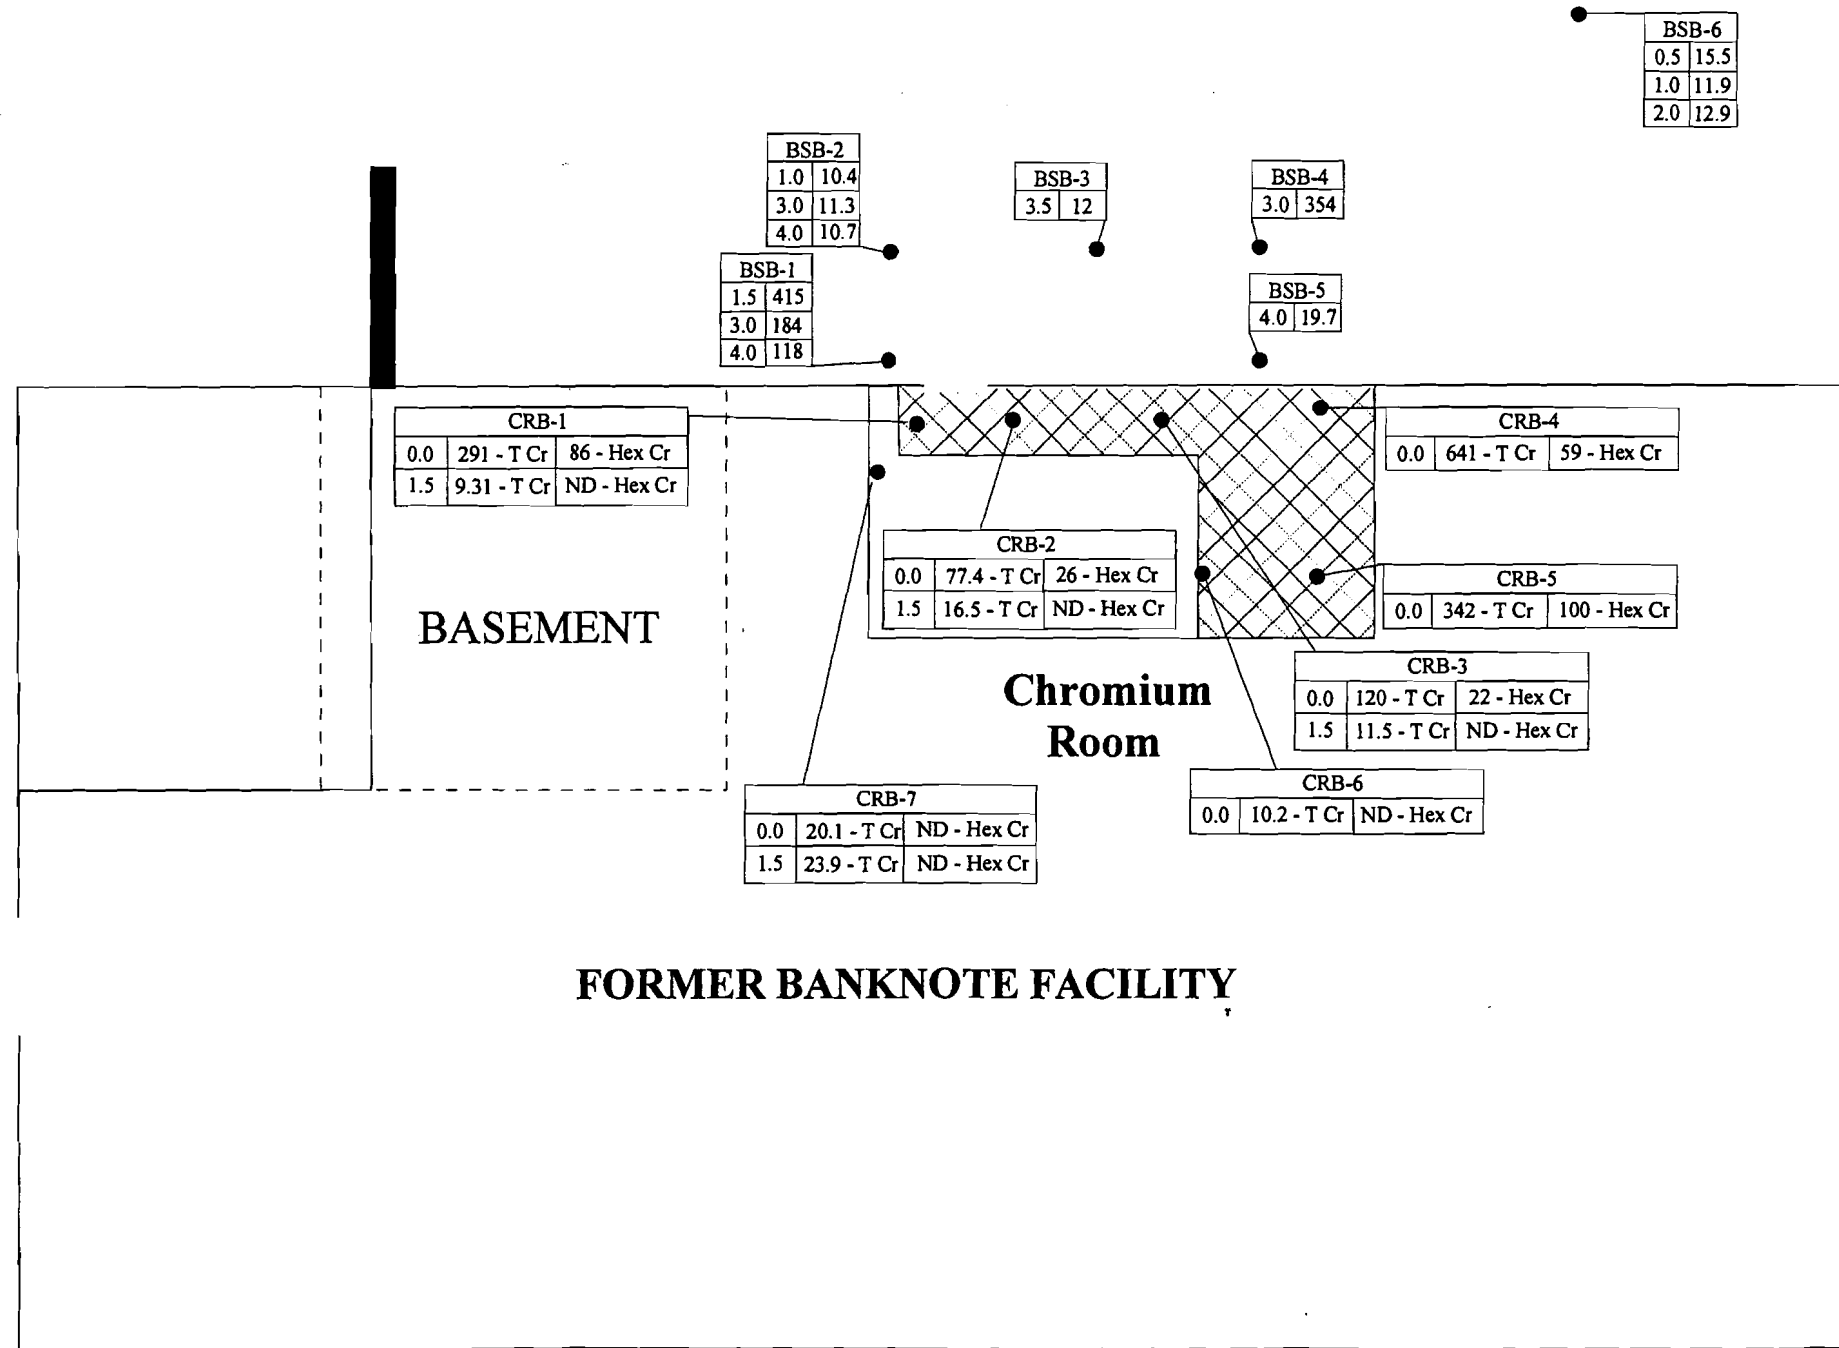 BSB-6
0.5 15.5
1.0 11.9
2.0 12.9
BSB-2
1.0 10.4
3.0 11.3
4.0 10.7
BSB-3
3.5 12
BSB-4
3.0 354
BSB-1
1.5 415
3.0 184
4.0 118
BSB-5
4.0 19.7
CRB-1
0.0 291 - T Cr 86 - Hex Cr
1.5 9.31 - T Cr ND - Hex Cr
CRB-4
0.0 641 - T Cr 59 - Hex Cr
CRB-2
0.0 77.4 - T Cr 26 - Hex Cr
1.5 16.5 - T Cr ND - Hex Cr
CRB-5
0.0 342 - T Cr 100 - Hex Cr
BASEMENT
CRB-3
0.0 120 - T Cr 22 - Hex Cr
1.5 11.5 - T Cr ND - Hex Cr
Chromium
Room
CRB-6
0.0 10.2 - T Cr ND - Hex Cr
CRB-7
0.0 20.1 - T Cr ND - Hex Cr
1.5 23.9 - T Cr ND - Hex Cr
FORMER BANKNOTE FACILITY